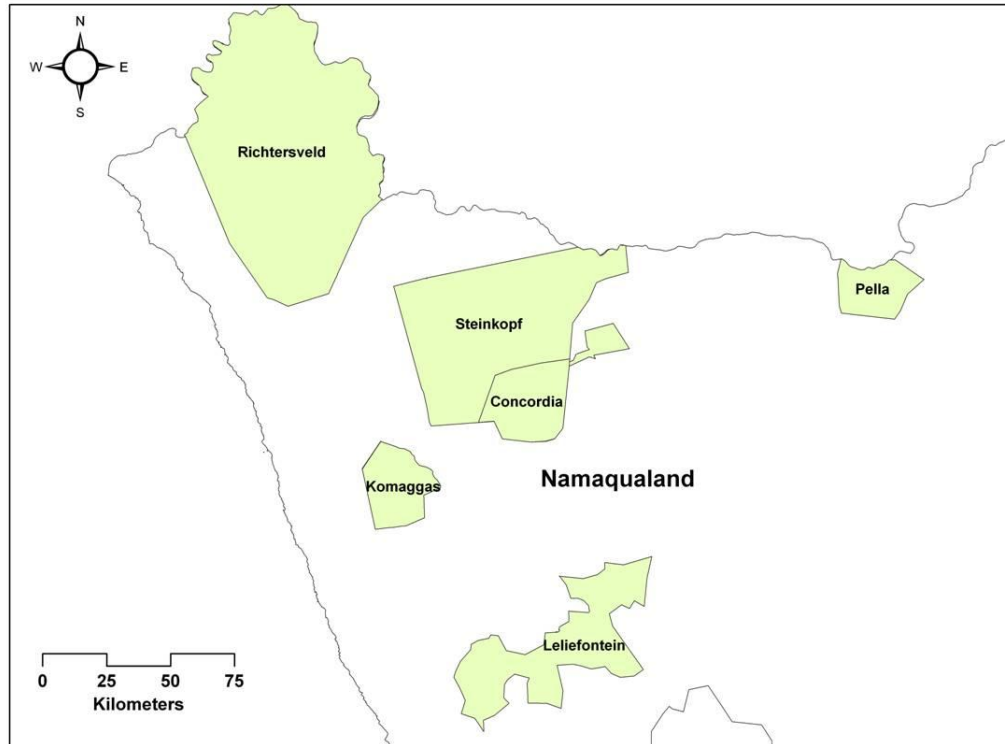 N
W E
S
Richtersveld
Pella
Steinkopf
Concordia
Komaggas
Namaqualand
Leliefontein
0 25 50 75
Kilometers